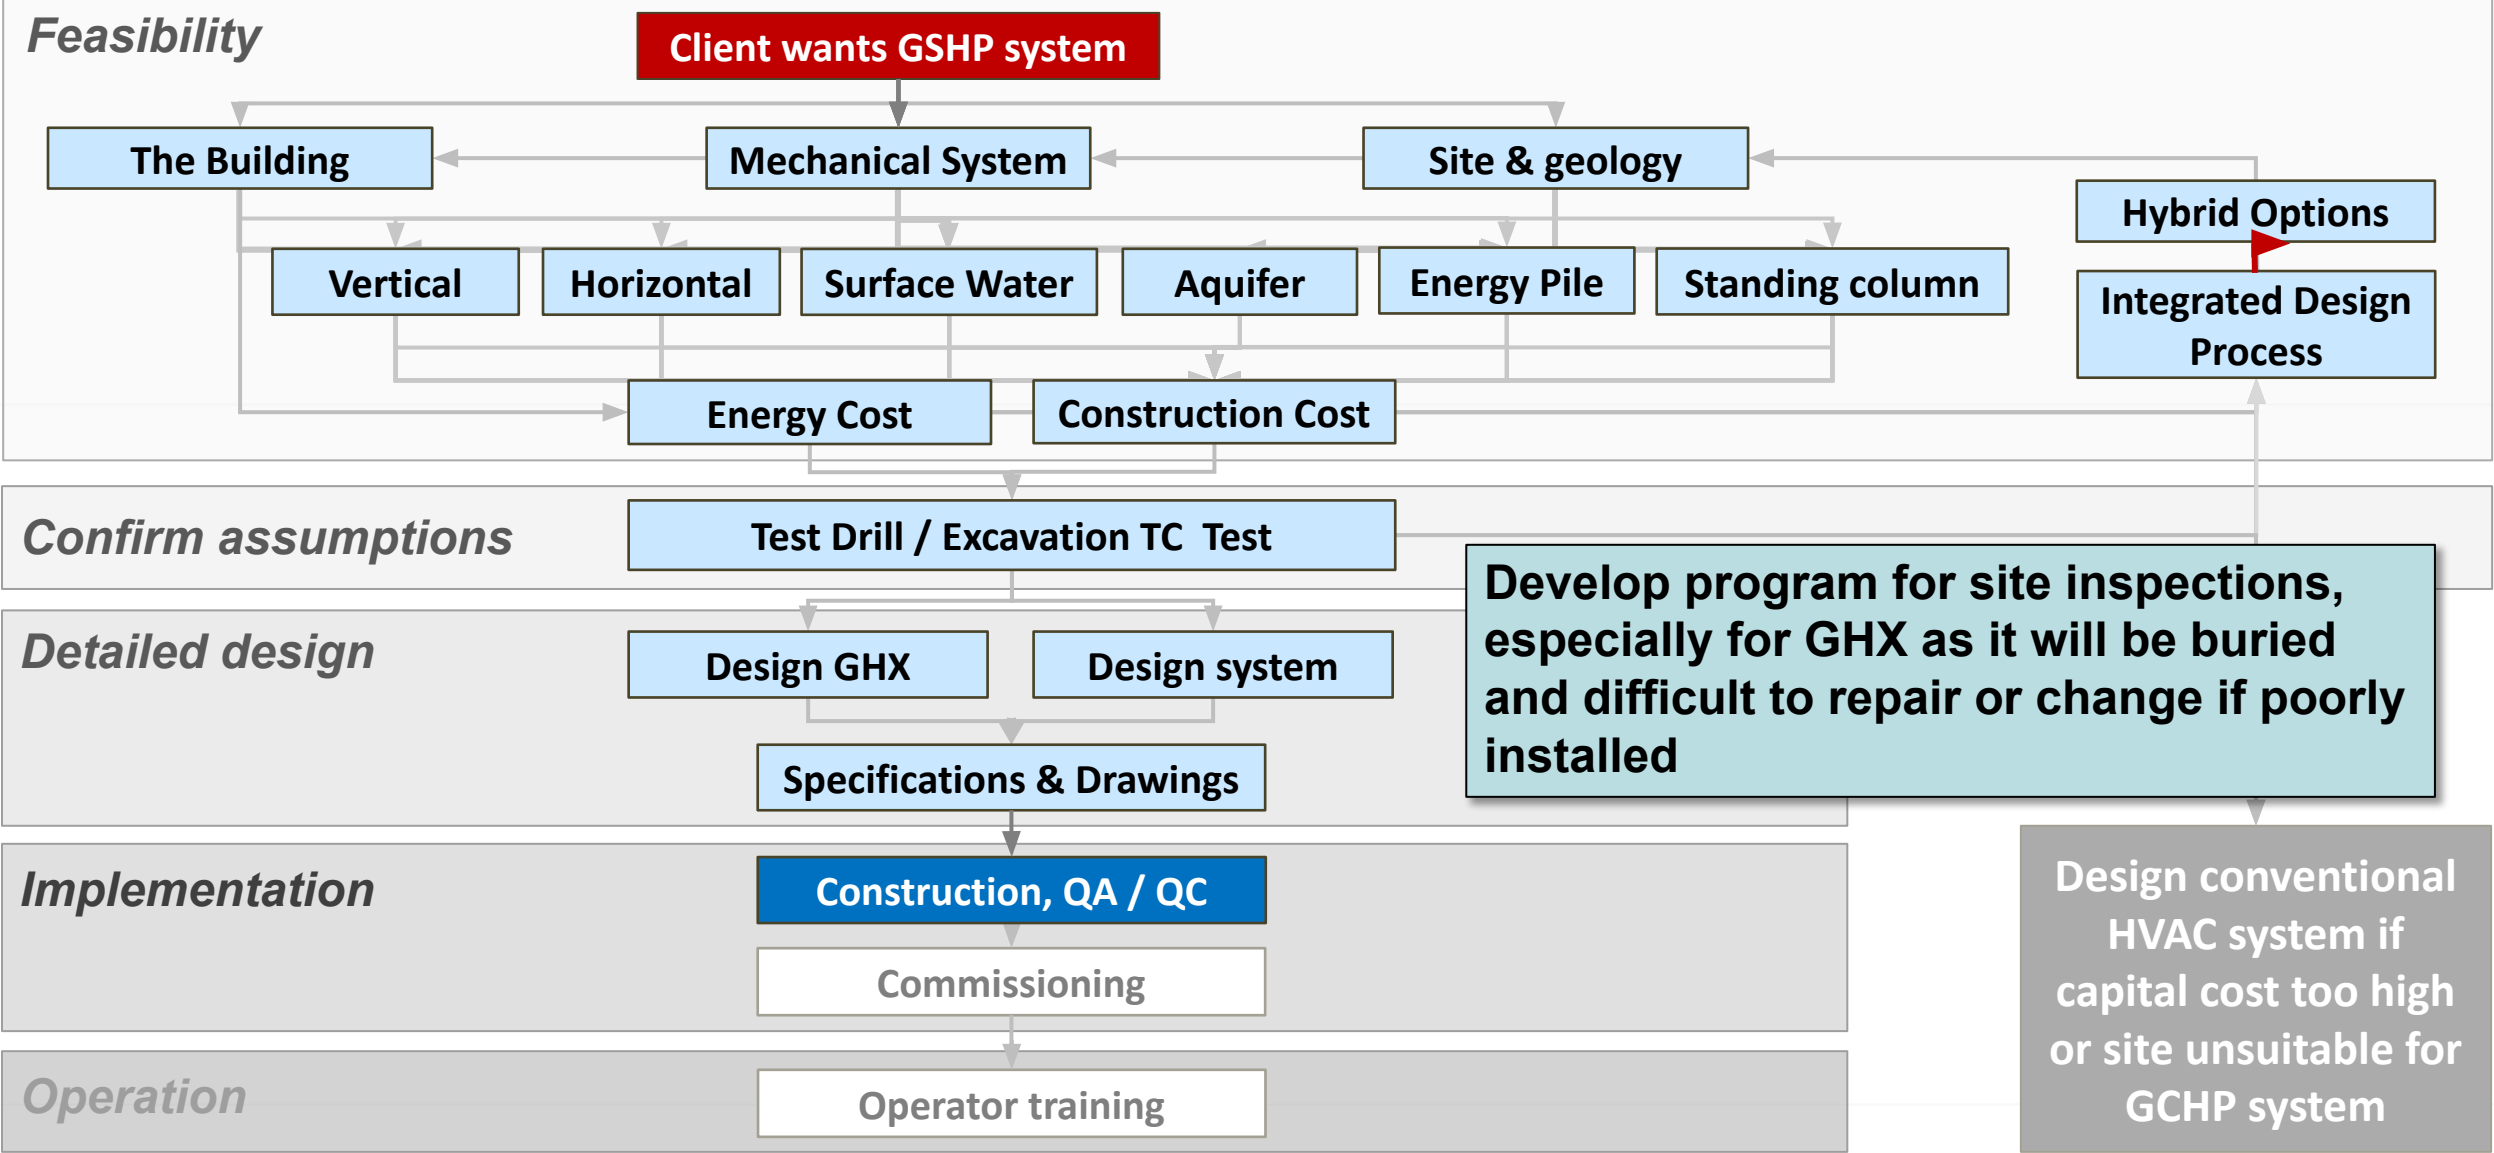 Feasibility
Client wants GSHP system
The Building
Mechanical System
Site & geology
Hybrid Options
Vertical
Horizontal
Surface Water
Aquifer
Energy Pile
Standing column
Integrated Design
Process
Energy Cost
Construction Cost
Confirm assumptions
Test Drill / Excavation TC Test
Develop program for site inspections,
especially for GHX as it will be buried
and difficult to repair or change if poorly
installed
Detailed design
Design GHX
Design system
Specifications & Drawings
Implementation
Construction, QA / QC
Commissioning
Design conventional
HVAC system if
capital cost too high
or site unsuitable for
GCHP system
Operation
Operator training